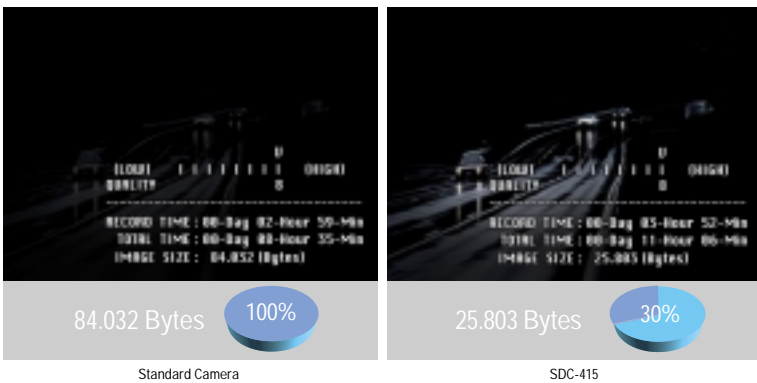 U
(LOW) | | | | | | | | (HIGH)
QUALITY 8
RECORD TIME : 00-Day 02-Hour 59-Min
TOTAL TIME : 00-Day 08-Hour 35-Min
IMAGE SIZE : 84.032 (Bytes)
84.032 Bytes 100%
Standard Camera
U
(LOW) | | | | | | | | (HIGH)
QUALITY
RECORD TIME : 00-Day 03-Hour 52-Min
TOTAL TIME : 00-Day 11-Hour 06-Min
IMAGE SIZE : 25.803 (Bytes)
25.803 Bytes 30%
SDC-415